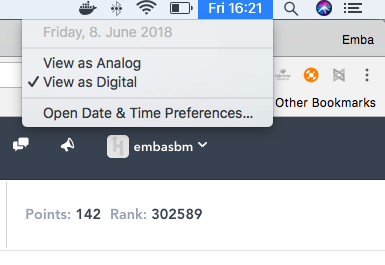 Fri 16:21
Friday, 8. June 2018
Emba
View as Analog
✓ View as Digital
Other Bookmarks
Open Date & Time Preferences...
H embasbm
Points: 142 Rank: 302589